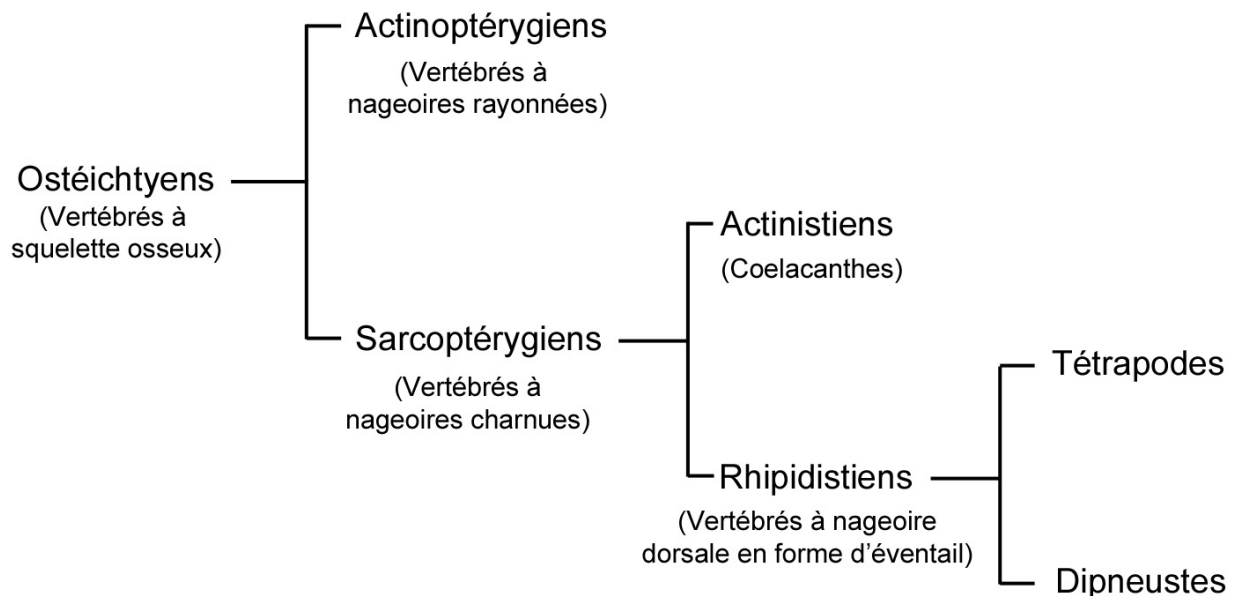 Actinoptérygiens
(Vertébrés à
nageoires rayonnées)
Ostéichtyens
(Vertébrés à
squelette osseux)
Actinistiens
(Coelacanthes)
Sarcoptérygiens
(Vertébrés à
nageoires charnues)
Tétrapodes
Rhipidistiens
(Vertébrés à nageoire
dorsale en forme d'éventail)
Dipneustes